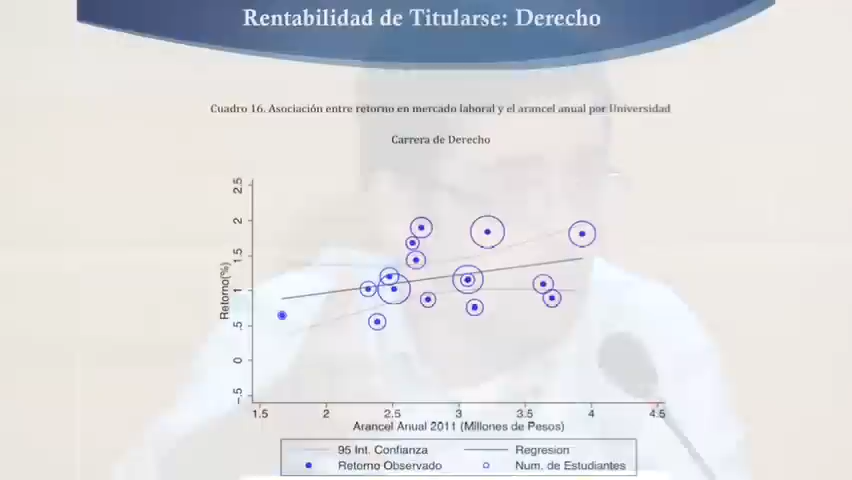 Rentabilidad de Titularse: Derecho
Cuadro 16. Asociación entre retorno en mercado laboral y el arancel anual por Universidad
Carrera de Derecho
Retorno(%)
2.5
2
1.5
1
.5
0
-.5
1.5 2 2.5 3 3.5 4 4.5
Arancel Anual 2011 (Millones de Pesos)
95 Int. Confianza Regresion
Retorno Observado Num. de Estudiantes